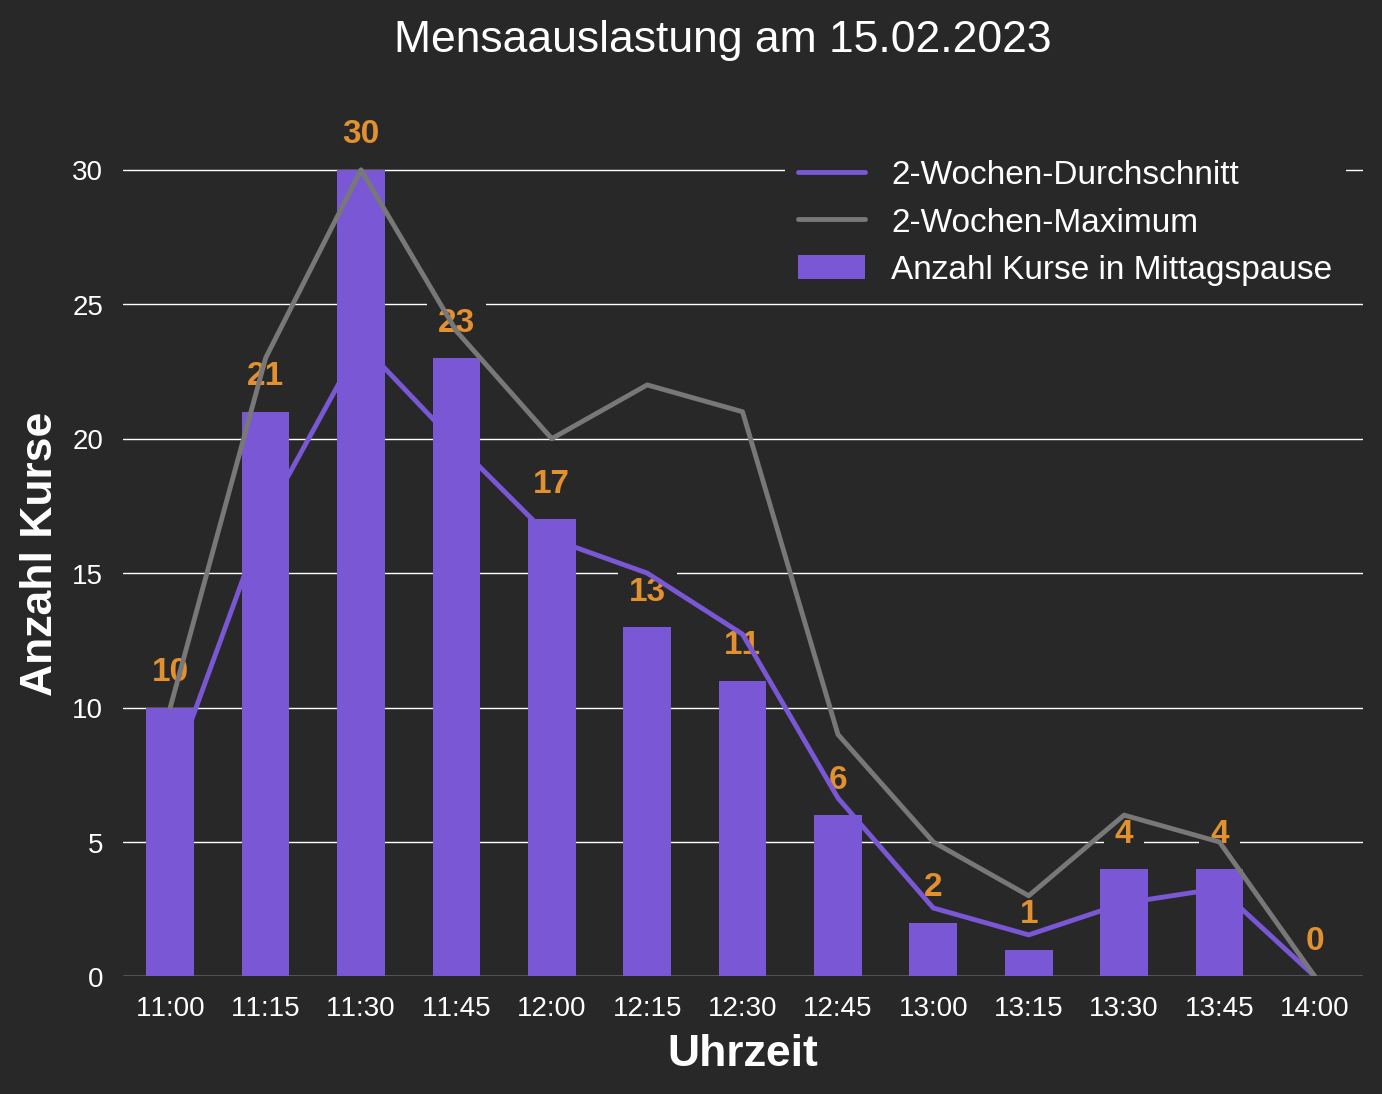 Mensaauslastung am 15.02.2023
2-Wochen-Durchschnitt
2-Wochen-Maximum
Anzahl Kurse in Mittagspause
Anzahl Kurse
30
25
20
15
10
5
0
10
21
30
23
17
13
11
6
2
1
4
4
0
11:00 11:15 11:30 11:45 12:00 12:15 12:30 12:45 13:00 13:15 13:30 13:45 14:00
Uhrzeit